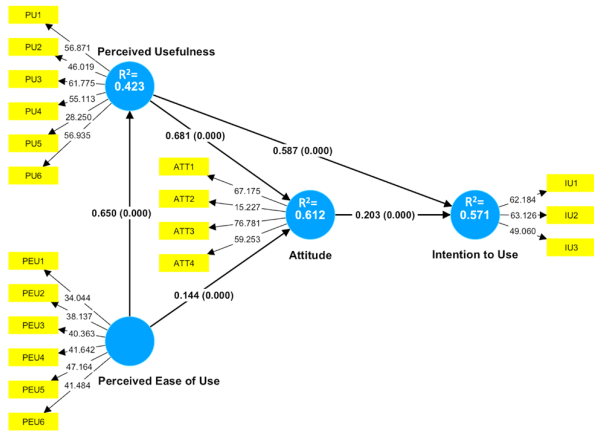 PU1
56.871
PU2
Perceived Usefulness
46.019
PU3
61.775
R²=
0.423
PU4
55.113
PU5
28.250
PU6
56.935
0.681 (0.000)
0.587 (0.000)
ATT1
67.175
ATT2
15.227
ATT3
76.781
ATT4
59.253
R²=
0.612
Attitude
0.203 (0.000)
R²=
0.571
Intention to Use
IU1
62.184
IU2
63.126
IU3
49.060
0.650 (0.000)
0.144 (0.000)
PEU1
34.044
PEU2
38.137
PEU3
40.363
PEU4
41.642
PEU5
47.164
PEU6
41.484
Perceived Ease of Use